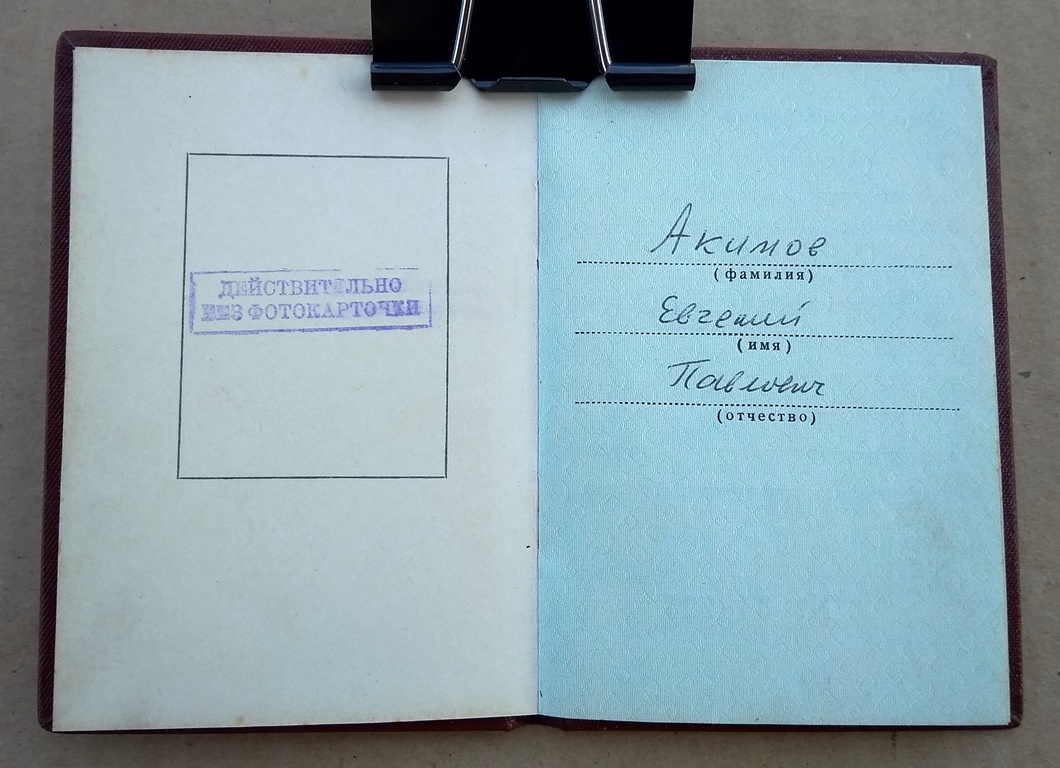 ДЕЙСТВИТЕЛЬНО
БЕЗ ФОТОКАРТОЧКИ
Акимов
(фамилия)
Евгений
(имя)
Павлович
(отчество)